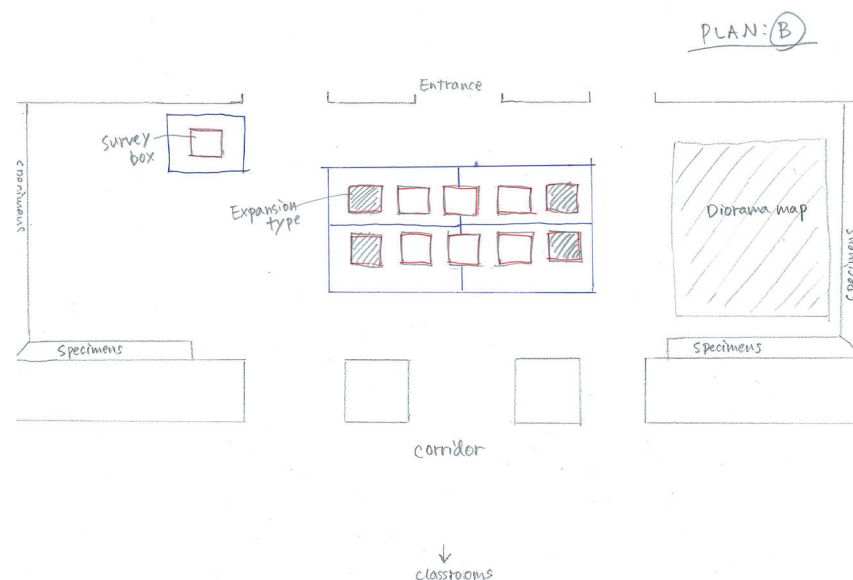 PLAN: B
Entrance
survey
box
Expansion
type
Diorama map
specimens
specimens
corridor
↓
classrooms